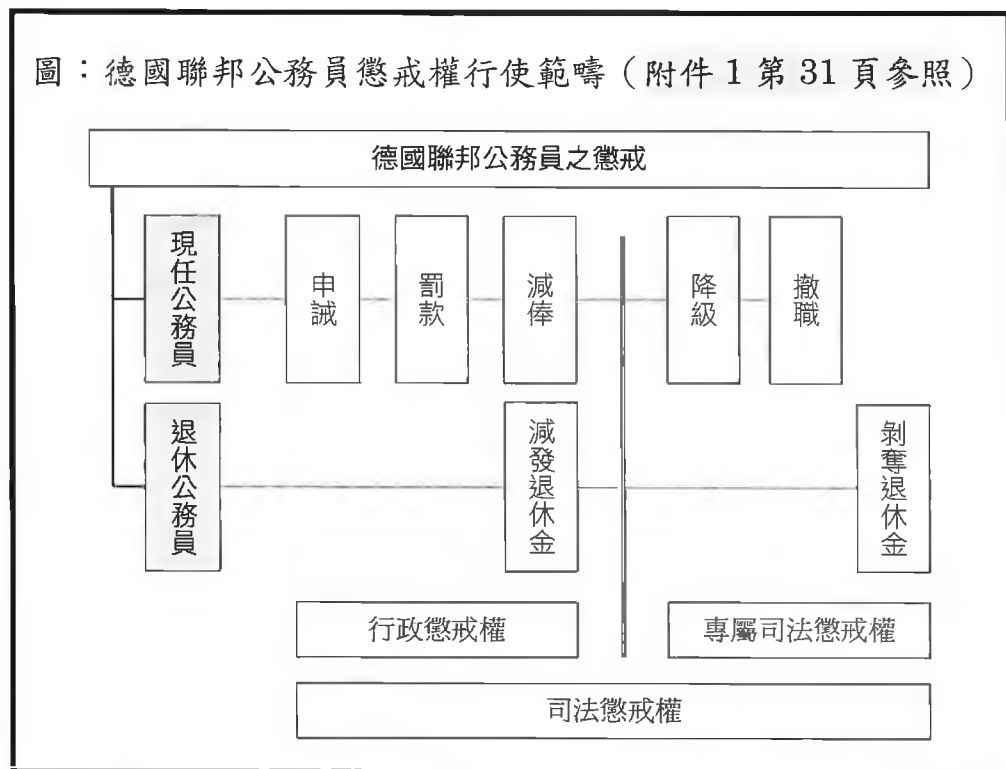 圖：德國聯邦公務員懲戒權行使範疇（附件1第31頁參照）
德國聯邦公務員之懲戒
現任公務員
申誡
罰款
減俸
降級
撤職
退休公務員
減發退休金
剝奪退休金
行政懲戒權
專屬司法懲戒權
司法懲戒權